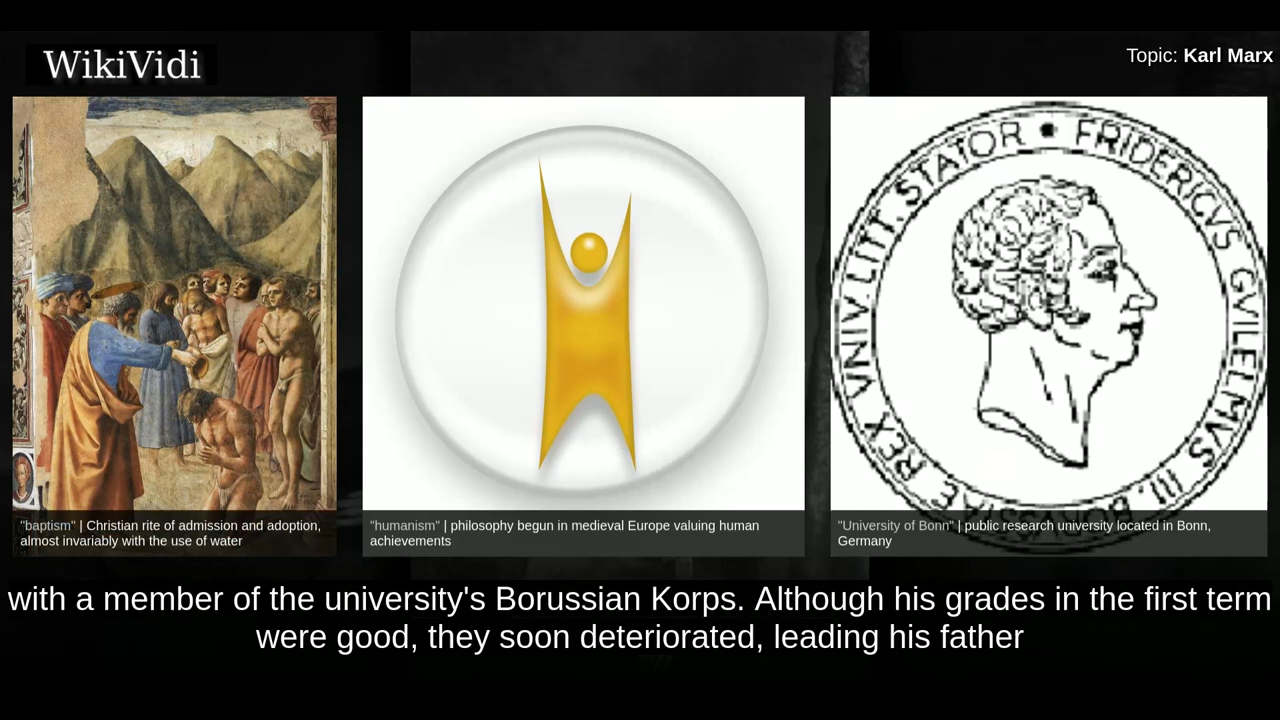 WikiVidi
Topic: Karl Marx
"baptism" | Christian rite of admission and adoption,
almost invariably with the use of water
"humanism" | philosophy begun in medieval Europe valuing human
achievements
VNIV. LITT. STATOR • FRIDERICVS GVILELMVS III. BORVSSIAE REX
"University of Bonn" | public research university located in Bonn,
Germany
with a member of the university's Borussian Korps. Although his grades in the first term
were good, they soon deteriorated, leading his father